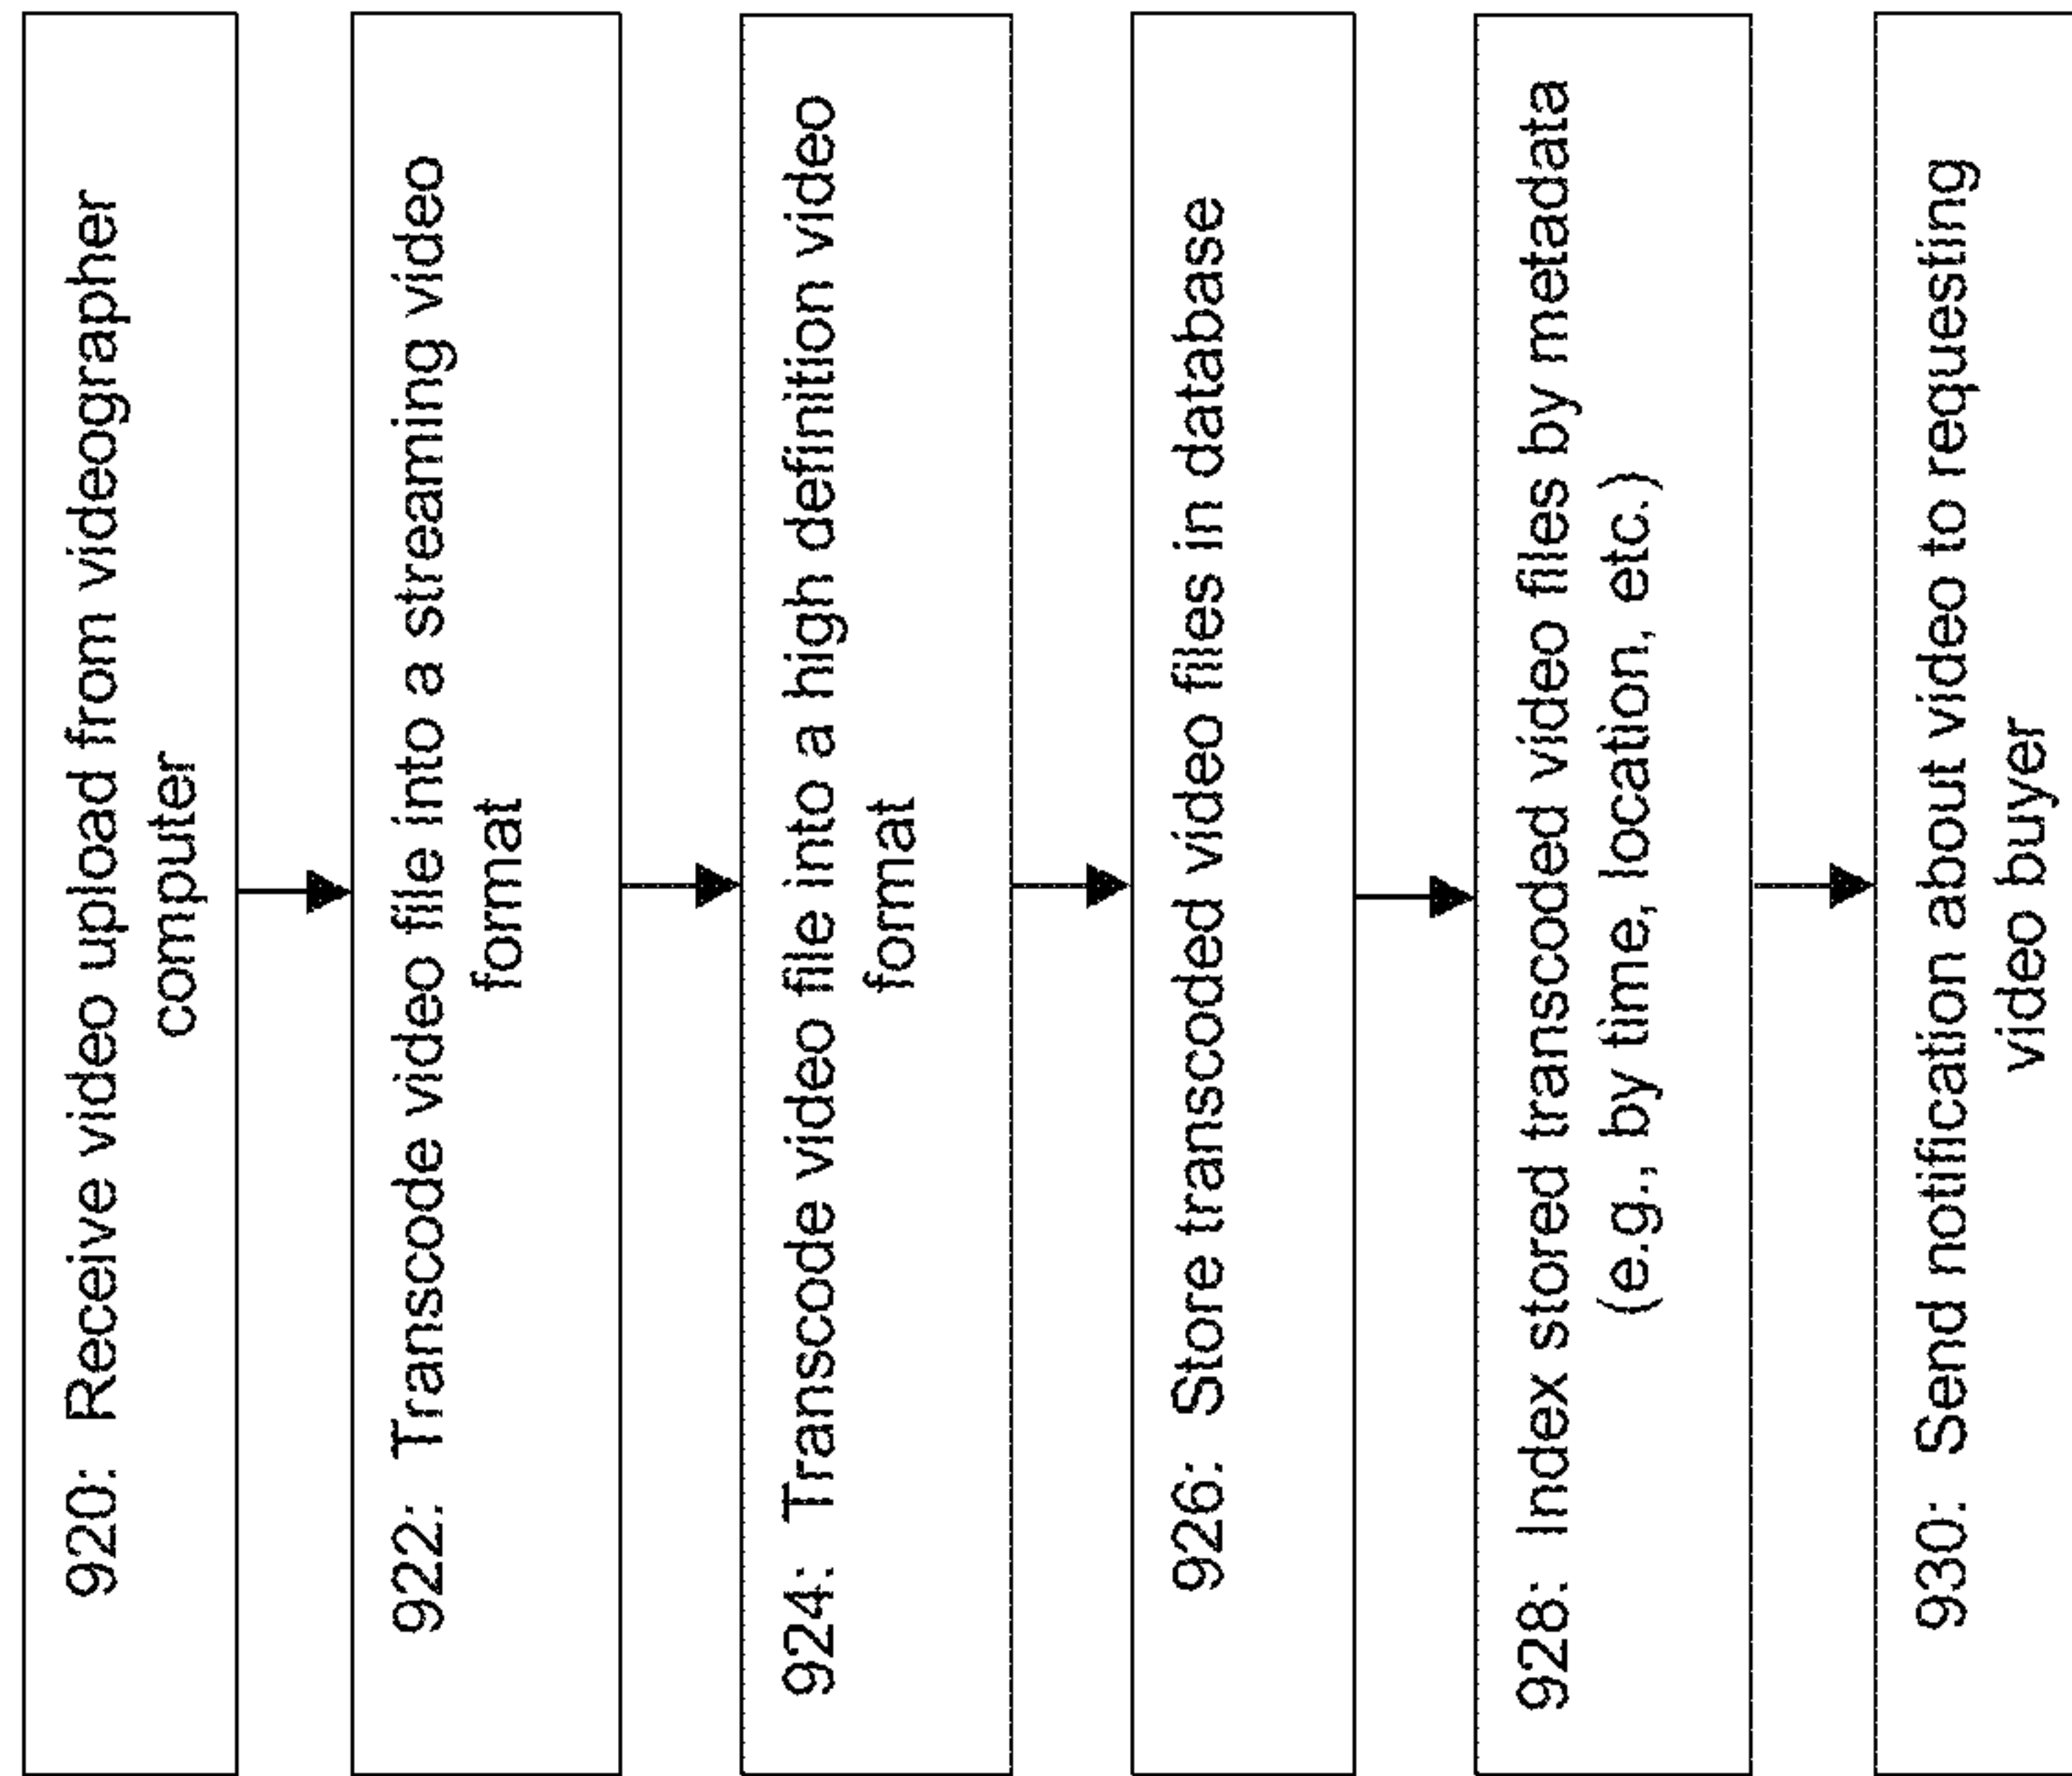 920: Receive video upload from videographer
computer
922: Transcode video file into a streaming video
format
924: Transcode video file into a high definition video
format
926: Store transcoded video files in database
928: Index stored transcoded video files by metadata
(e.g., by time, location, etc.)
930: Send notification about video to requesting
video buyer